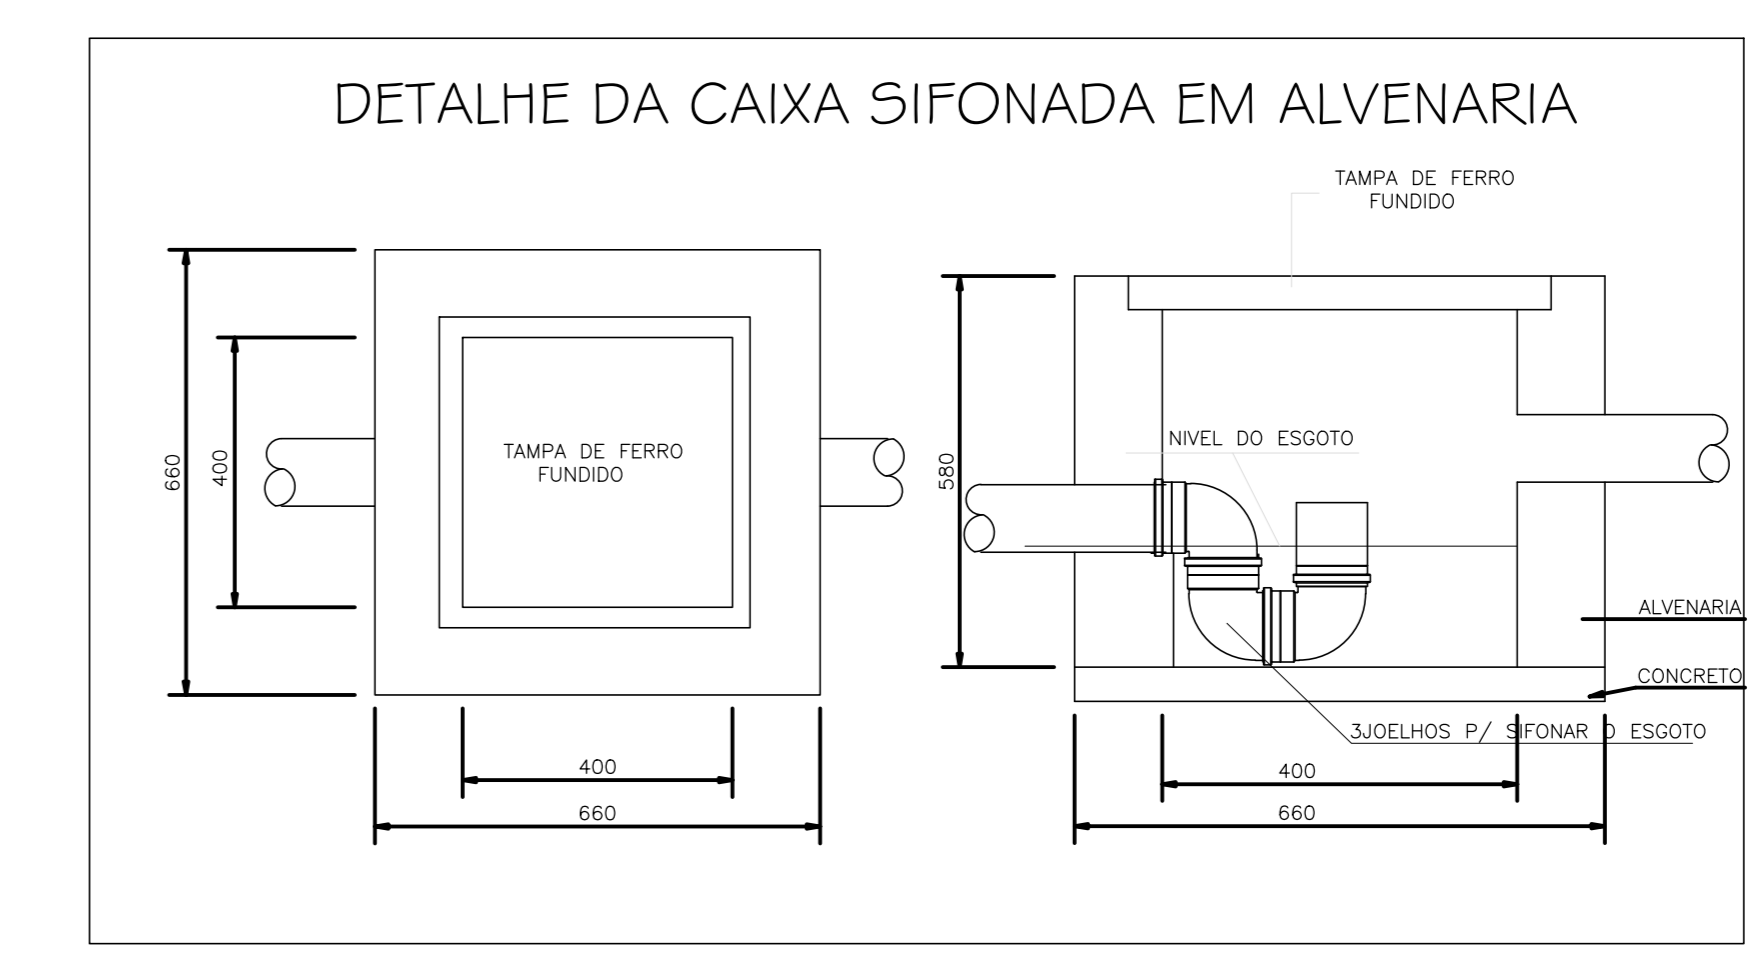 DETALHE DA CAIXA SIFONADA EM ALVENARIA
TAMPA DE FERRO
FUNDIDO
660
400
TAMPA DE FERRO
FUNDIDO
400
660
580
NIVEL DO ESGOTO
ALVENARIA
CONCRETO
3JOELHOS P/ SIFONAR O ESGOTO
400
660